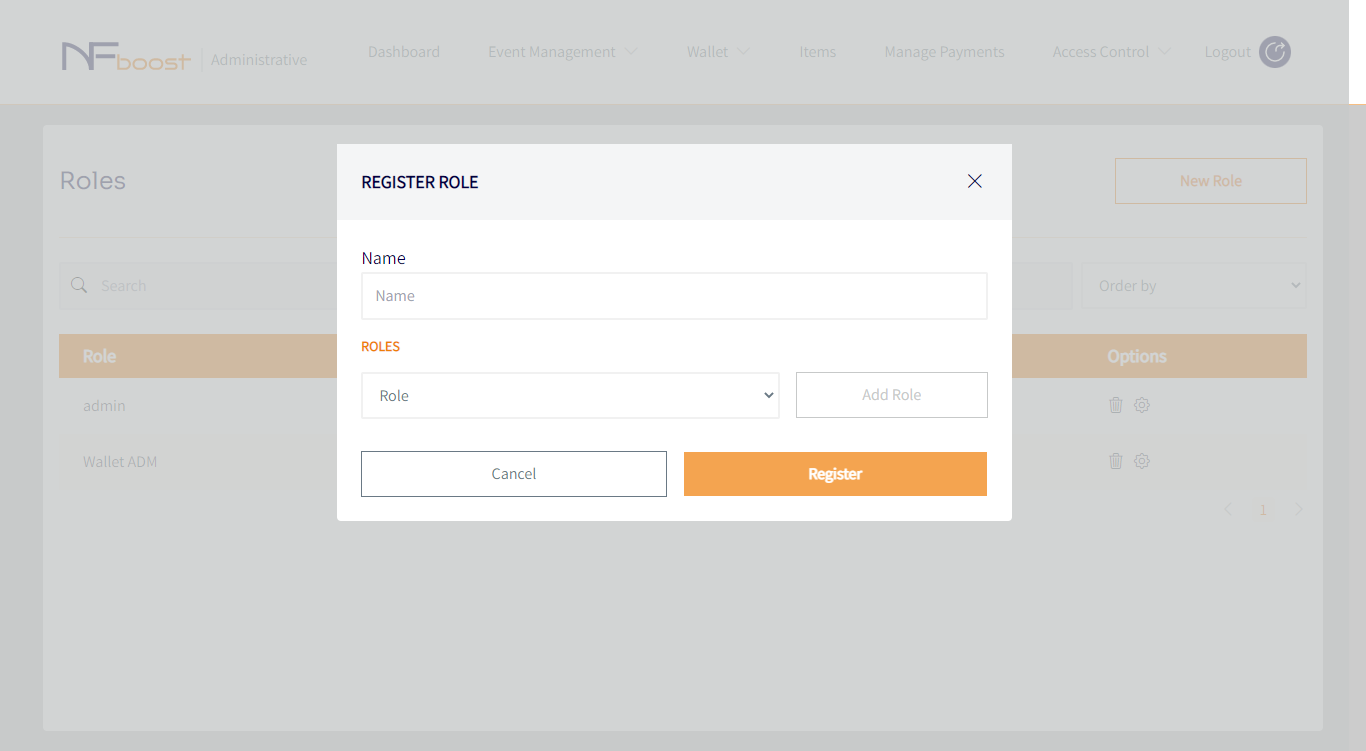 NFboost Administrative Dashboard Event Management Wallet Items Manage Payments Access Control Logout
Roles
New Role
REGISTER ROLE
Name
Name
ROLES
Role
Add Role
Cancel
Register
Search
Order by
Role
Options
admin
Wallet ADM
1